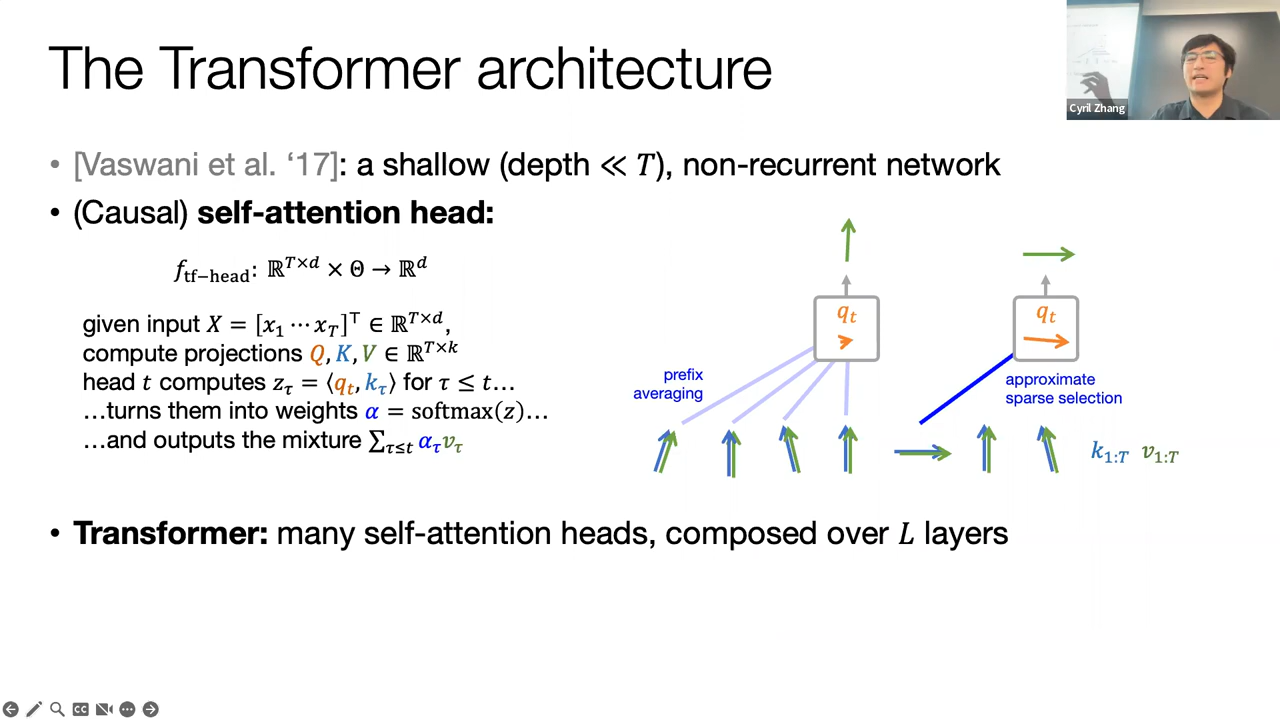 The Transformer architecture
Cyril Zhang
• [Vaswani et al. ‘17]: a shallow (depth ≪ T), non-recurrent network
• (Causal) self-attention head:
f_tf−head: ℝ^{T×d} × Θ → ℝ^d
given input X = [x_1 ⋯ x_T]^⊤ ∈ ℝ^{T×d},
compute projections Q, K, V ∈ ℝ^{T×k}
head t computes z_τ = ⟨q_t, k_τ⟩ for τ ≤ t…
…turns them into weights α = softmax(z)…
…and outputs the mixture ∑_{τ≤t} α_τ v_τ
q_t
q_t
prefix
averaging
approximate
sparse selection
k_{1:T} v_{1:T}
• Transformer: many self-attention heads, composed over L layers
CC